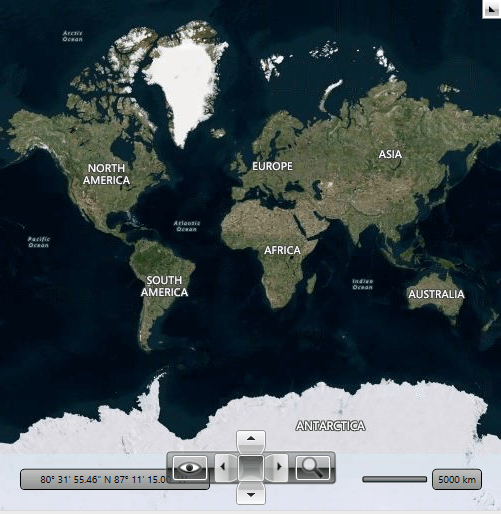 Arctic
Ocean
NORTH
AMERICA
EUROPE
ASIA
Atlantic
Ocean
Pacific
Ocean
AFRICA
SOUTH
AMERICA
Indian
Ocean
AUSTRALIA
ANTARCTICA
80° 31' 55.46" N 87° 11' 15.0
5000 km